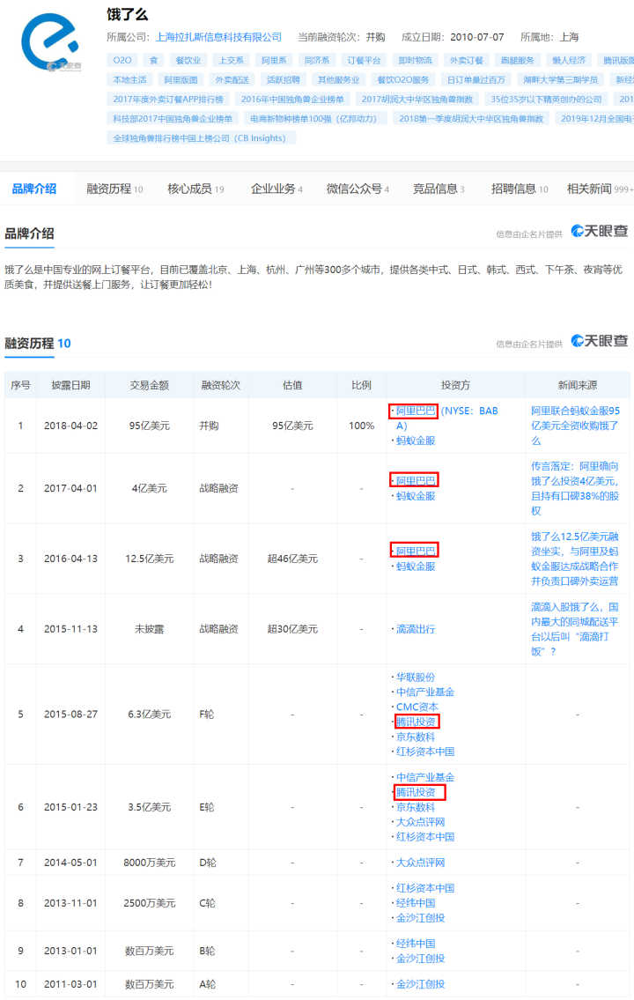 饿了么
所属公司：上海拉扎斯信息科技有限公司 当前融资轮次：并购 成立日期：2010-07-07 所属地：上海
O2O 食 餐饮业 上交系 阿里系 同济系 订餐平台 即时物流 外卖订餐 跑腿服务 懒人经济 腾讯版图
本地生活 阿里版图 外卖配送 活跃招聘 其他服务业 餐饮O2O服务 日订单量过百万 湖畔大学第三期学员 新经
2017年度外卖订餐APP排行榜 2016年中国独角兽企业榜单 2017胡润大中华区独角兽指数 35位35岁以下精英创办的公司 201
科技部2017中国独角兽企业榜单 电商新物种榜单100强（亿邦动力） 2018第一季度胡润大中华区独角兽指数 2019年12月全国电
全球独角兽排行榜中国上榜公司（CB Insights）
天眼查
品牌介绍 融资历程 10 核心成员 19 企业业务 4 微信公众号 4 竞品信息 3 招聘信息 10 相关新闻 999+
品牌介绍 信息由企名片提供 天眼查
饿了么是中国专业的网上订餐平台，目前已覆盖北京、上海、杭州、广州等300多个城市，提供各类中式、日式、韩式、西式、下午茶、夜宵等优
质美食，并提供送餐上门服务，让订餐更加轻松！
融资历程 10 信息由企名片提供 天眼查
序号 披露日期 交易金额 融资轮次 估值 比例 投资方 新闻来源
1 2018-04-02 95亿美元 并购 95亿美元 100%
·阿里巴巴（NYSE：BAB
A）
·蚂蚁金服
阿里联合蚂蚁金服95
亿美元全资收购饿了
么
2 2017-04-01 4亿美元 战略融资 - -
·阿里巴巴
·蚂蚁金服
传言落定：阿里确向
饿了么投资4亿美元，
且持有口碑38%的股
权
3 2016-04-13 12.5亿美元 战略融资 超46亿美元 -
·阿里巴巴
·蚂蚁金服
饿了么12.5亿美元融
资坐实，与阿里及蚂
蚁金服达成战略合作
并负责口碑外卖运营
4 2015-11-13 未披露 战略融资 超30亿美元 -
·滴滴出行
滴滴入股饿了么，国
内最大的同城配送平
台以后叫“滴滴打
饭”？
5 2015-08-27 6.3亿美元 F轮 - -
·华联股份
·中信产业基金
·CMC资本
·腾讯投资
·京东数科
·红杉资本中国
-
6 2015-01-23 3.5亿美元 E轮 - -
·中信产业基金
·腾讯投资
·京东数科
·大众点评网
·红杉资本中国
-
7 2014-05-01 8000万美元 D轮 - - ·大众点评网 -
8 2013-11-01 2500万美元 C轮 - -
·红杉资本中国
·经纬中国
·金沙江创投
-
9 2013-01-01 数百万美元 B轮 - -
·经纬中国
·金沙江创投
-
10 2011-03-01 数百万美元 A轮 - - ·金沙江创投 -